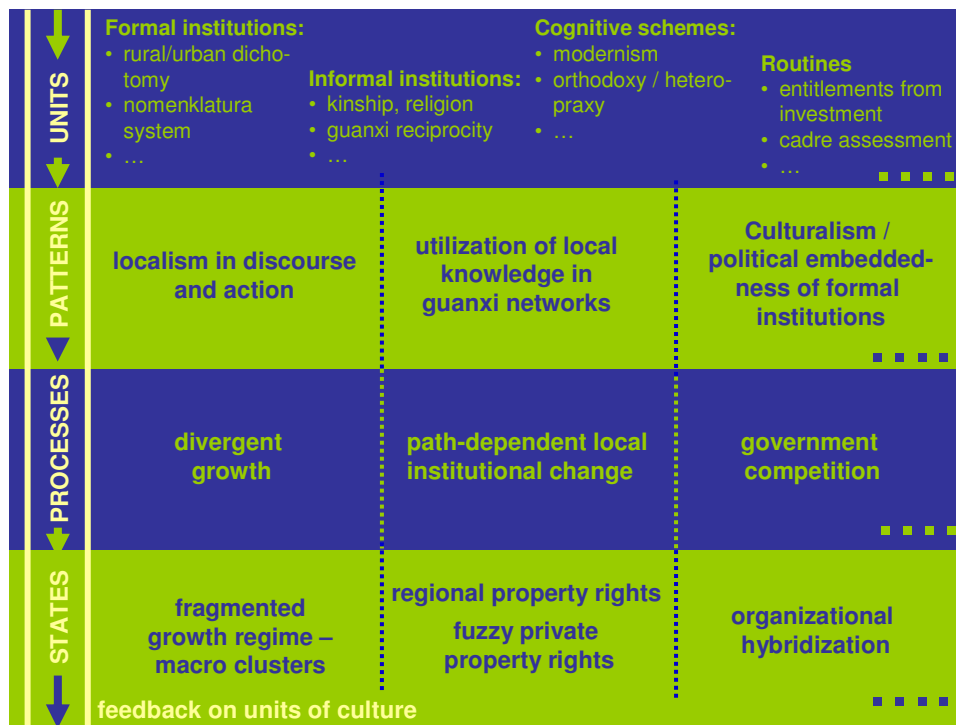 UNITS
Formal institutions:
• rural/urban dicho-
tomy
• nomenklatura
system
• …
Informal institutions:
• kinship, religion
• guanxi reciprocity
• …
Cognitive schemes:
• modernism
• orthodoxy / hetero-
praxy
• …
Routines
• entitlements from
investment
• cadre assessment
• …
PATTERNS
localism in discourse
and action
utilization of local
knowledge in
guanxi networks
Culturalism /
political embedded-
ness of formal
institutions
PROCESSES
divergent
growth
path-dependent local
institutional change
government
competition
STATES
fragmented
growth regime –
macro clusters
regional property rights
fuzzy private
property rights
organizational
hybridization
feedback on units of culture